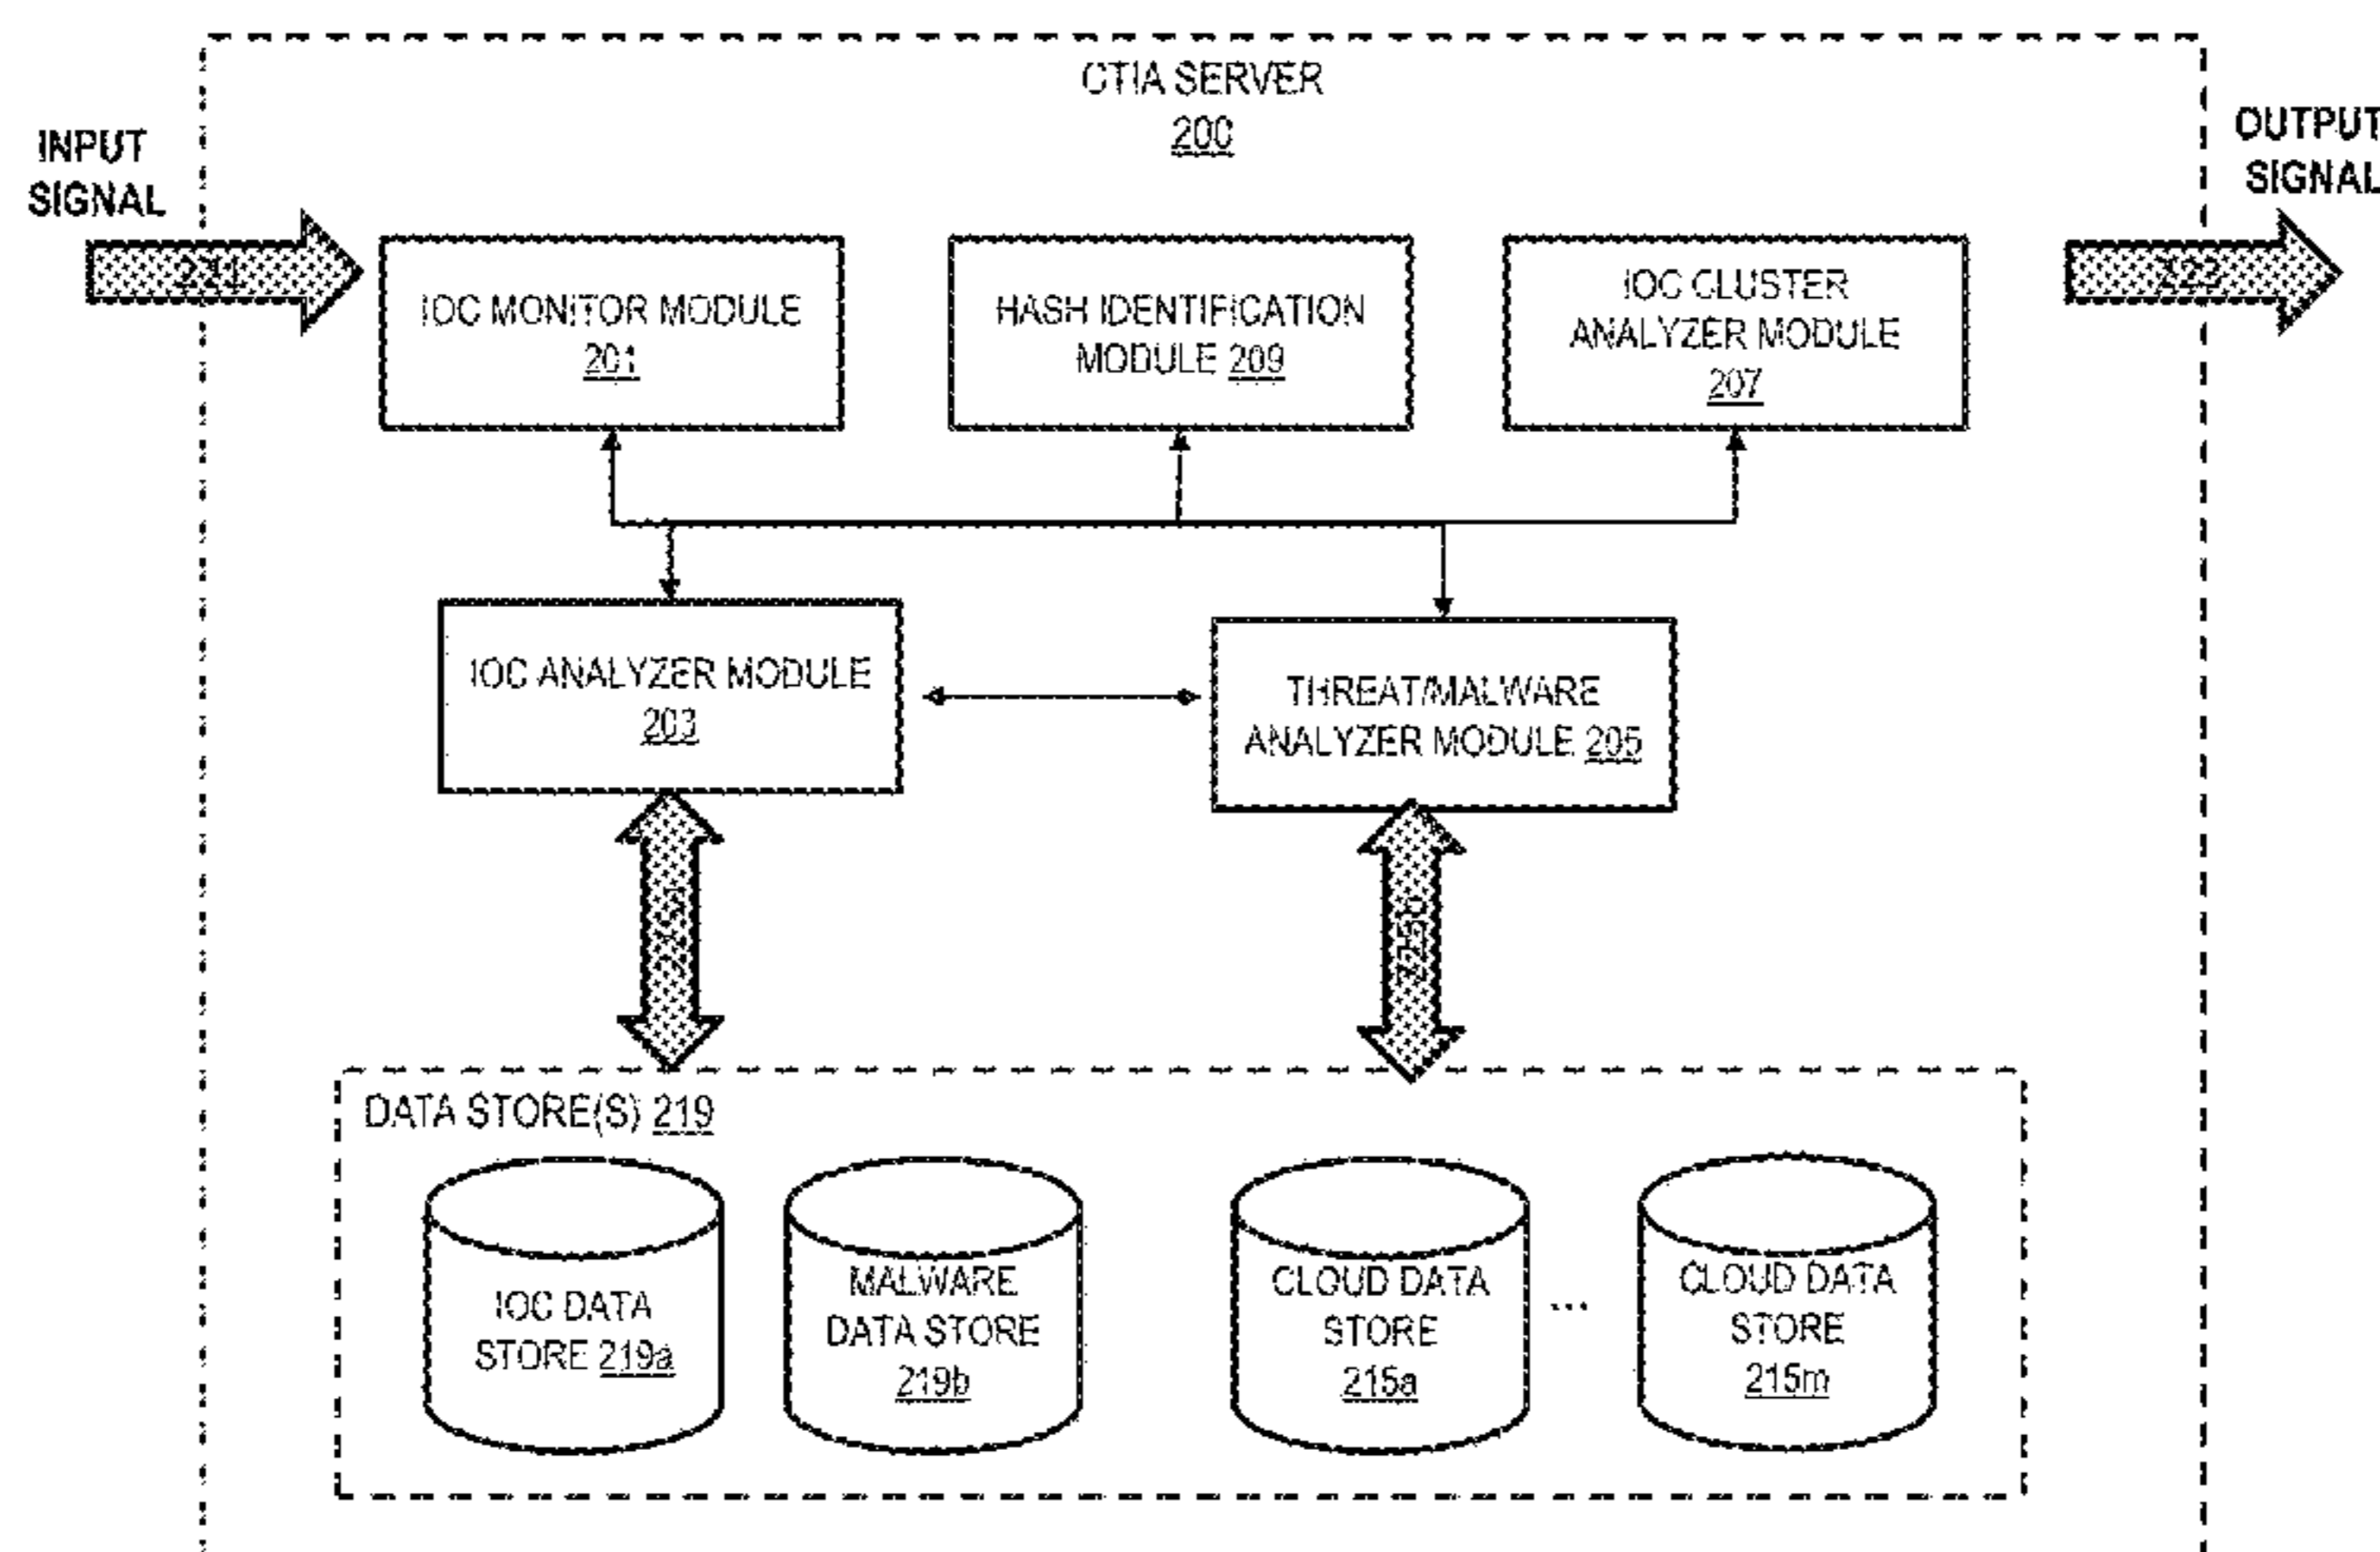 CTIA SERVER
200
INPUT
SIGNAL
OUTPUT
SIGNAL
IOC MONITOR MODULE
201
HASH IDENTIFICATION
MODULE 209
IOC CLUSTER
ANALYZER MODULE
207
IOC ANALYZER MODULE
203
THREAT/MALWARE
ANALYZER MODULE 205
225b
DATA STORE(S) 219
IOC DATA
STORE 219a
MALWARE
DATA STORE
219b
CLOUD DATA
STORE
215a
...
CLOUD DATA
STORE
215m